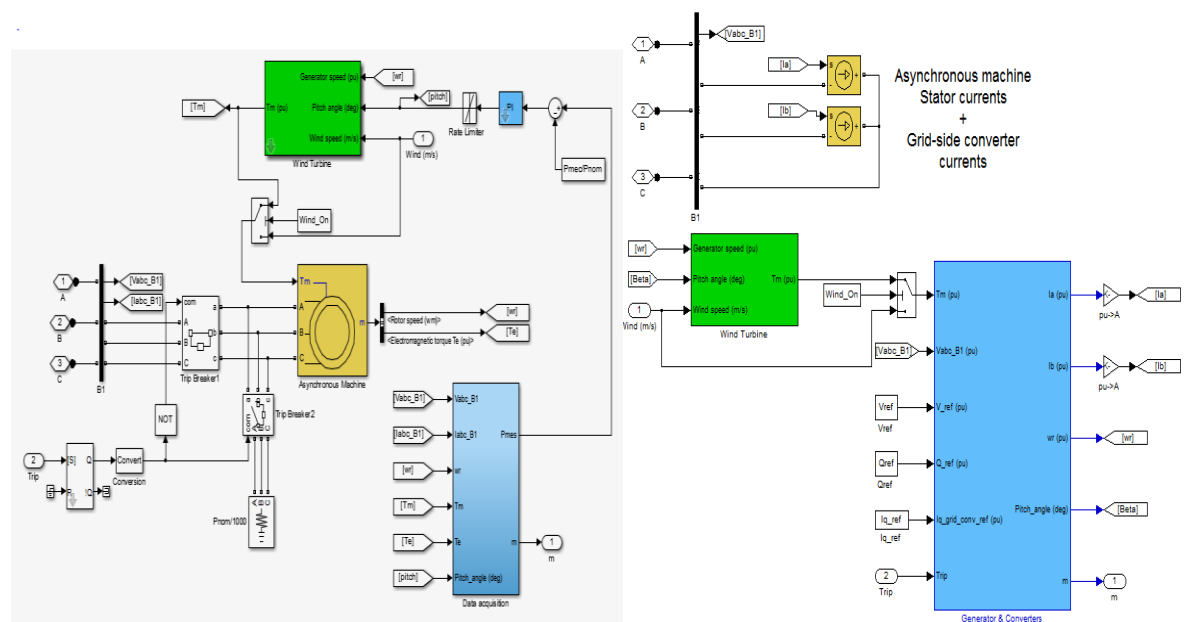 Generator speed (pu)
[wr]
[Tm]
Tm (pu)
Pitch angle (deg)
[pitch]
Rate Limiter
PI
Wind speed (m/s)
1
Wind (m/s)
Wind Turbine
Pmec/Pnom
Wind_On
1
A
[Vabc_B1]
[Iabc_B1]
2
B
3
C
B1
com
A
B
C
a
b
c
Trip Breaker1
Tm
A
B
C
m
Asynchronous Machine
<Rotor speed (wm)>
[wr]
[Te]
<Electromagnetic torque Te (pu)>
NOT
Trip Breaker2
com
2
Trip
[S]
Q
R
!Q
Convert
Conversion
Pnom/1000
A B C
[Vabc_B1]
Vabc_B1
[Iabc_B1]
Iabc_B1
Pmes
[wr]
wr
[Tm]
Tm
[Te]
Te
m
1
m
[pitch]
Pitch_angle (deg)
Data acquisition
1
A
[Vabc_B1]
[Ia]
s
+
-
2
B
[Ib]
s
+
-
3
C
B1
Asynchronous machine
Stator currents
+
Grid-side converter
currents
[wr]
Generator speed (pu)
[Beta]
Pitch angle (deg)
Tm (pu)
1
Wind speed (m/s)
Wind (m/s)
Wind Turbine
Wind_On
Tm (pu)
Ia (pu)
K-
pu->A
[Ia]
[Vabc_B1]
Vabc_B1 (pu)
Ib (pu)
K-
pu->A
[Ib]
Vref
Vref
V_ref (pu)
wr (pu)
[wr]
Qref
Qref
Q_ref (pu)
Iq_ref
Iq_ref
Iq_grid_conv_ref (pu)
Pitch_angle (deg)
[Beta]
2
Trip
Trip
m
1
m
Generator & Converters